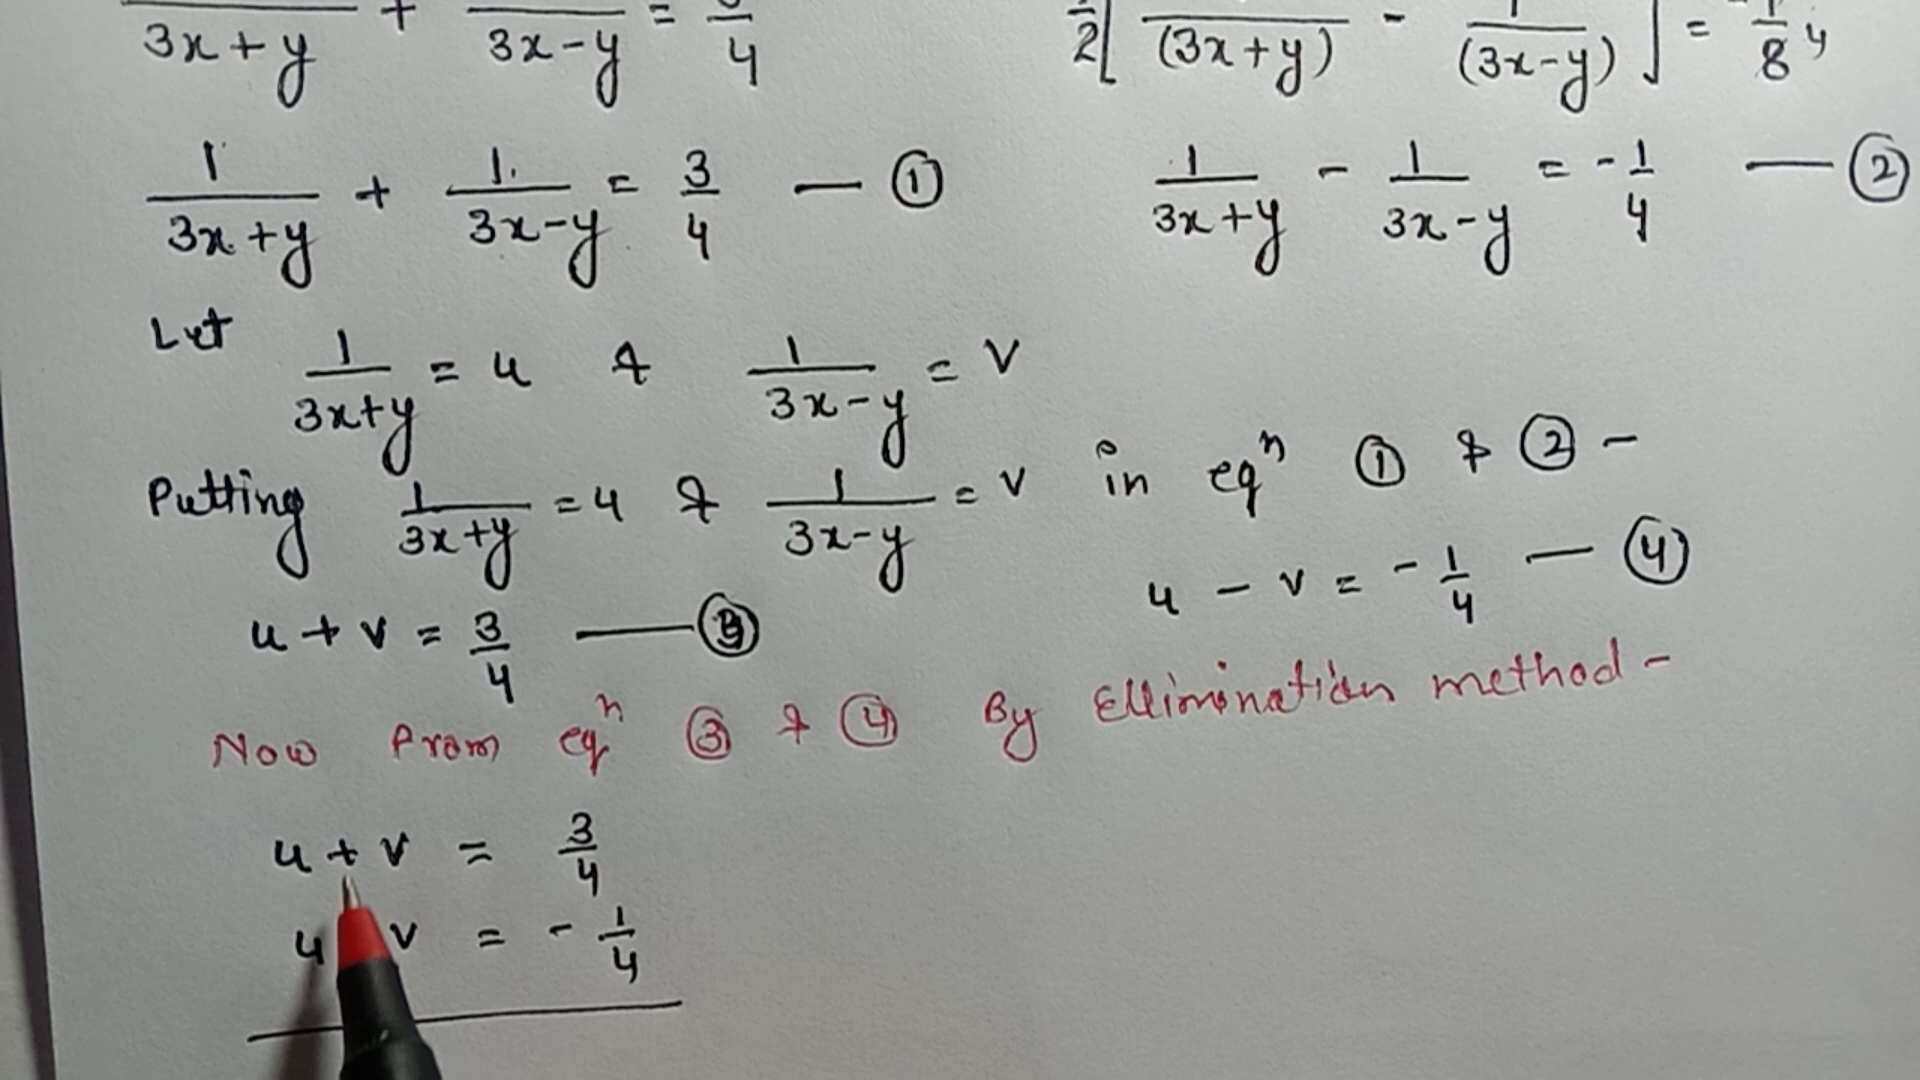 3x+y + 3x-y = 4
1/2[ (3x+y) - (3x-y) ] = -1/8,
1/(3x+y) + 1/(3x-y) = 3/4 — ①
1/(3x+y) - 1/(3x-y) = -1/4 — ②
Let 1/(3x+y) = u & 1/(3x-y) = v
Putting 1/(3x+y) = u & 1/(3x-y) = v in eqⁿ ① & ② -
u + v = 3/4 — ③
u - v = -1/4 — ④
Now From eqⁿ ③ & ④ By Ellimination method -
u + v = 3/4
u v = - 1/4